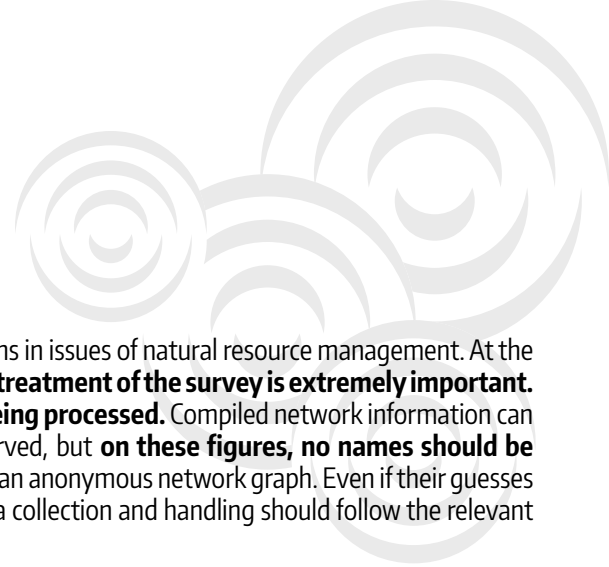 ns in issues of natural resource management. At the
treatment of the survey is extremely important.
eing processed. Compiled network information can
rved, but on these figures, no names should be
an anonymous network graph. Even if their guesses
a collection and handling should follow the relevant